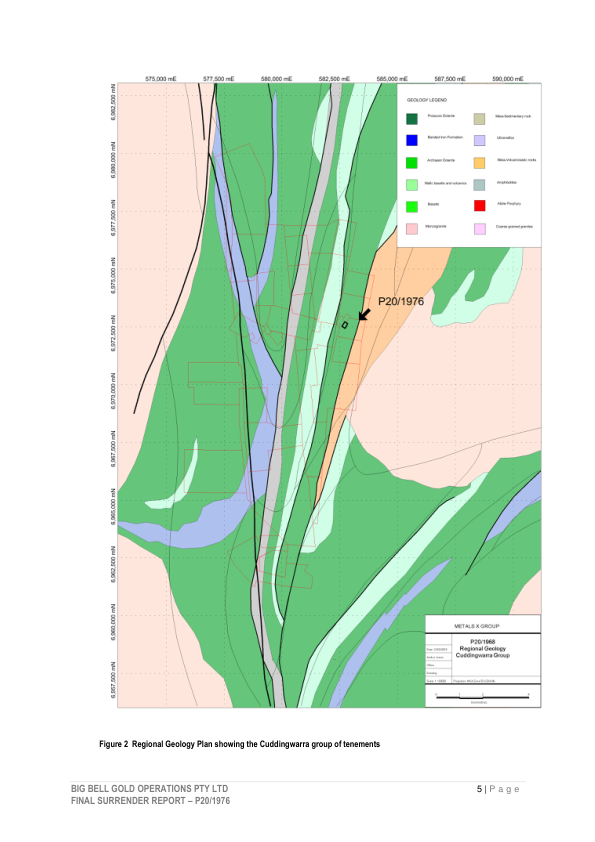 575,000 mE 577,500 mE 580,000 mE 582,500 mE 585,000 mE 587,500 mE 590,000 mE
6,982,500 mN
6,980,000 mN
6,977,500 mN
6,975,000 mN
6,972,500 mN
6,970,000 mN
6,967,500 mN
6,965,000 mN
6,962,500 mN
6,960,000 mN
6,957,500 mN
GEOLOGY LEGEND
Proterozoic Dolerite
Banded Iron Formation
Archaean Dolerite
Mafic basalts and volcanics
Basalts
Monzogranite
Meta-Sedimentary rock
Ultramafics
Meta-Volcaniclastic rocks
Amphibolites
Albite Porphyry
Coarse grained granites
P20/1976
METALS X GROUP
P20/1968
Regional Geology
Cuddingwarra Group
Figure 2 Regional Geology Plan showing the Cuddingwarra group of tenements
BIG BELL GOLD OPERATIONS PTY LTD
5 | P a g e
FINAL SURRENDER REPORT – P20/1976